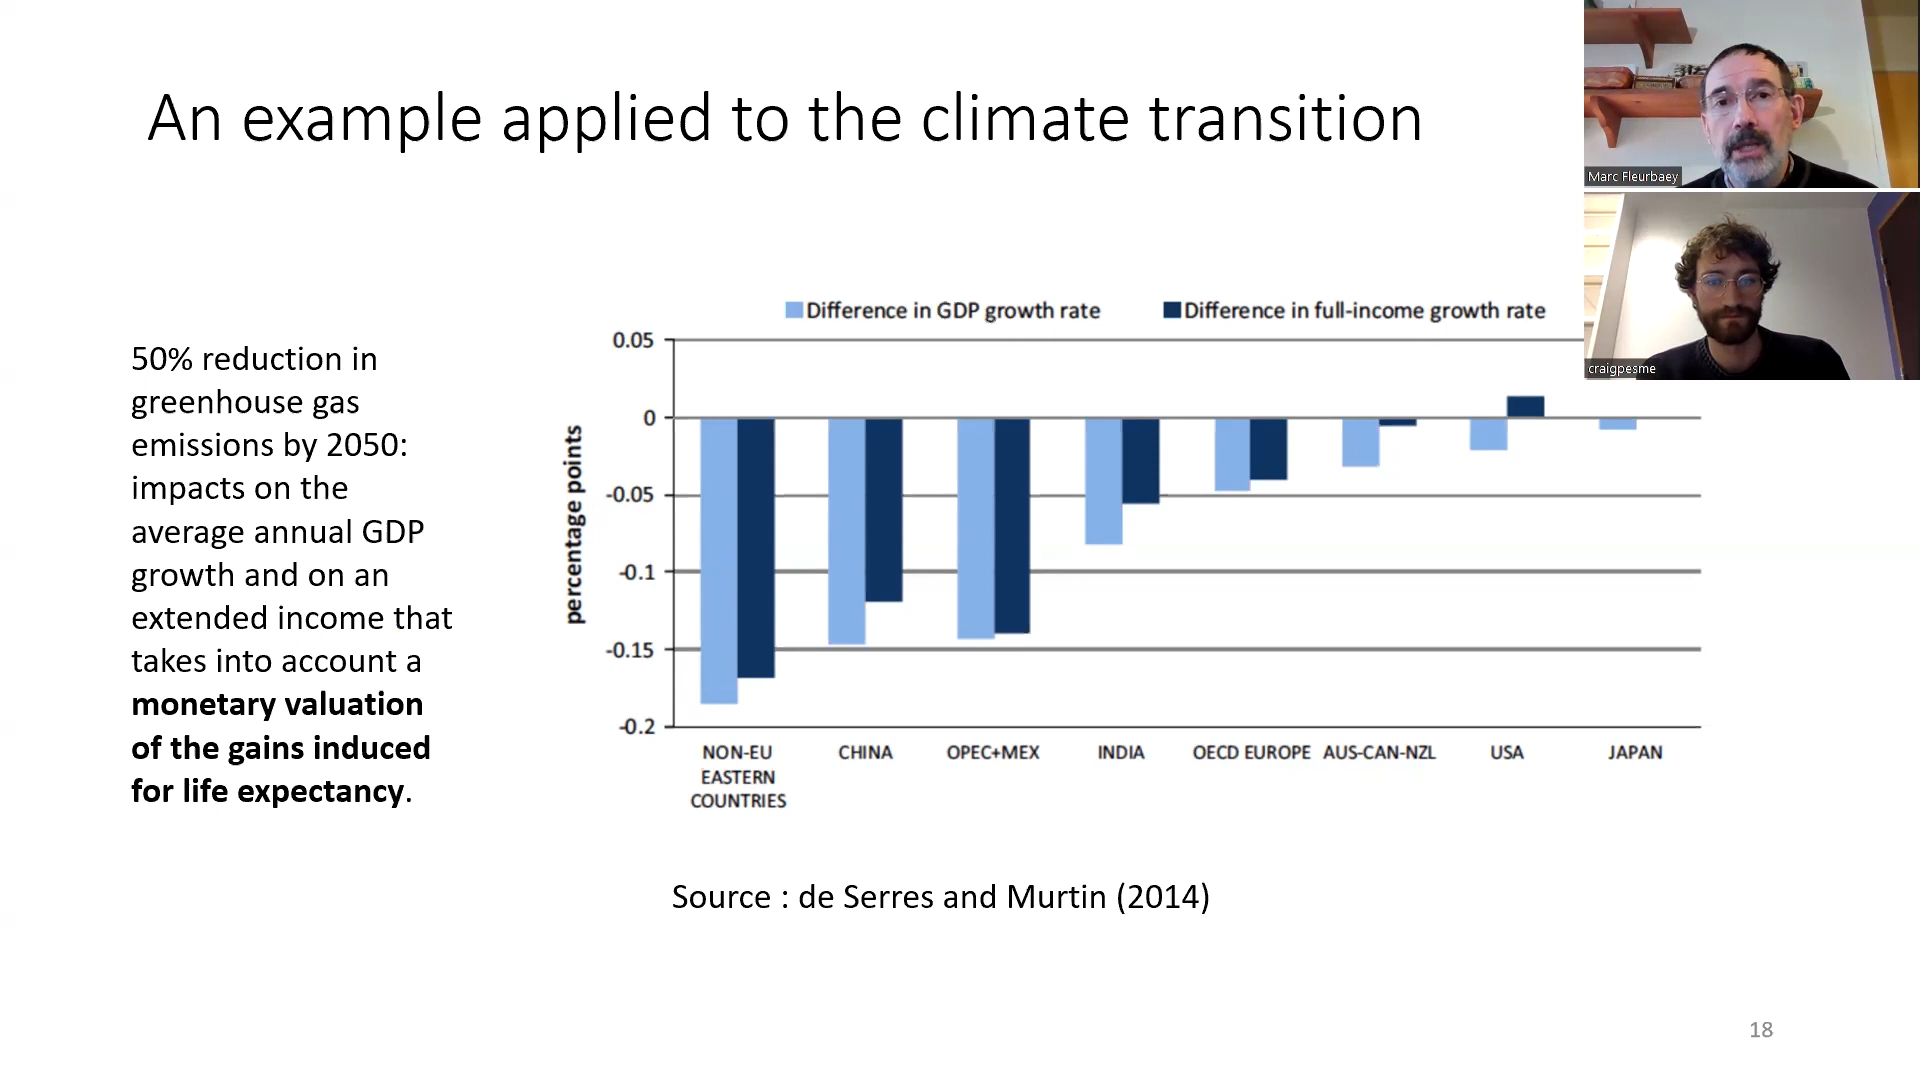 An example applied to the climate transition
Marc Fleurbaey
craigpesme
50% reduction in
greenhouse gas
emissions by 2050:
impacts on the
average annual GDP
growth and on an
extended income that
takes into account a
monetary valuation
of the gains induced
for life expectancy.
Difference in GDP growth rate
Difference in full-income growth rate
percentage points
0.05
0
-0.05
-0.1
-0.15
-0.2
NON-EU
EASTERN
COUNTRIES
CHINA
OPEC+MEX
INDIA
OECD EUROPE
AUS-CAN-NZL
USA
JAPAN
Source : de Serres and Murtin (2014)
18